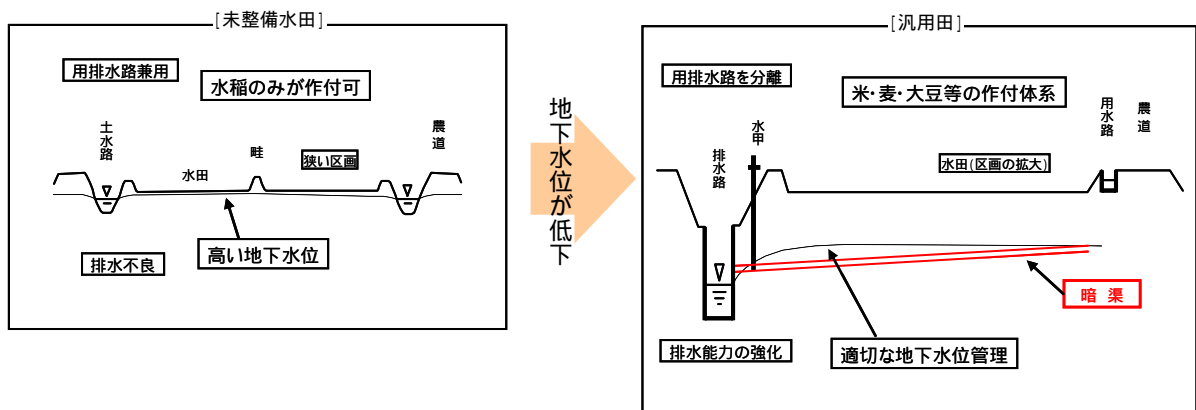 [未整備水田]
用排水路兼用
水稲のみが作付可
土水路
水田
畦
狭い区画
農道
高い地下水位
排水不良
地下水位が低下
[汎用田]
用排水路を分離
米・麦・大豆等の作付体系
排水路
水甲
水田(区画の拡大)
用水路
農道
暗渠
排水能力の強化
適切な地下水位管理